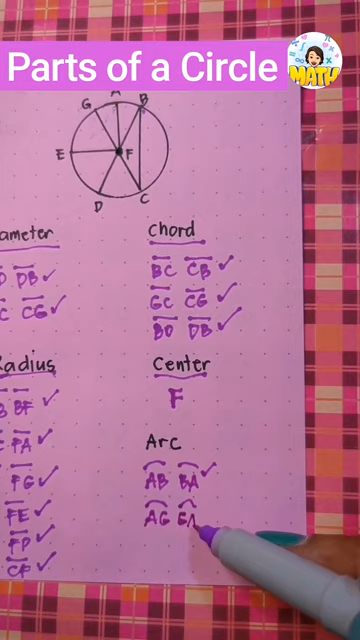 Parts of a Circle
MATH
A
G
B
E
F
D
C
ameter
DB ✓
C CG ✓
Radius
B BF ✓
FA ✓
FG ✓
FE
FD
CF
Chord
BC CB ✓
GC CG ✓
BD DB ✓
Center
F
Arc
AB BA ✓
AG GA